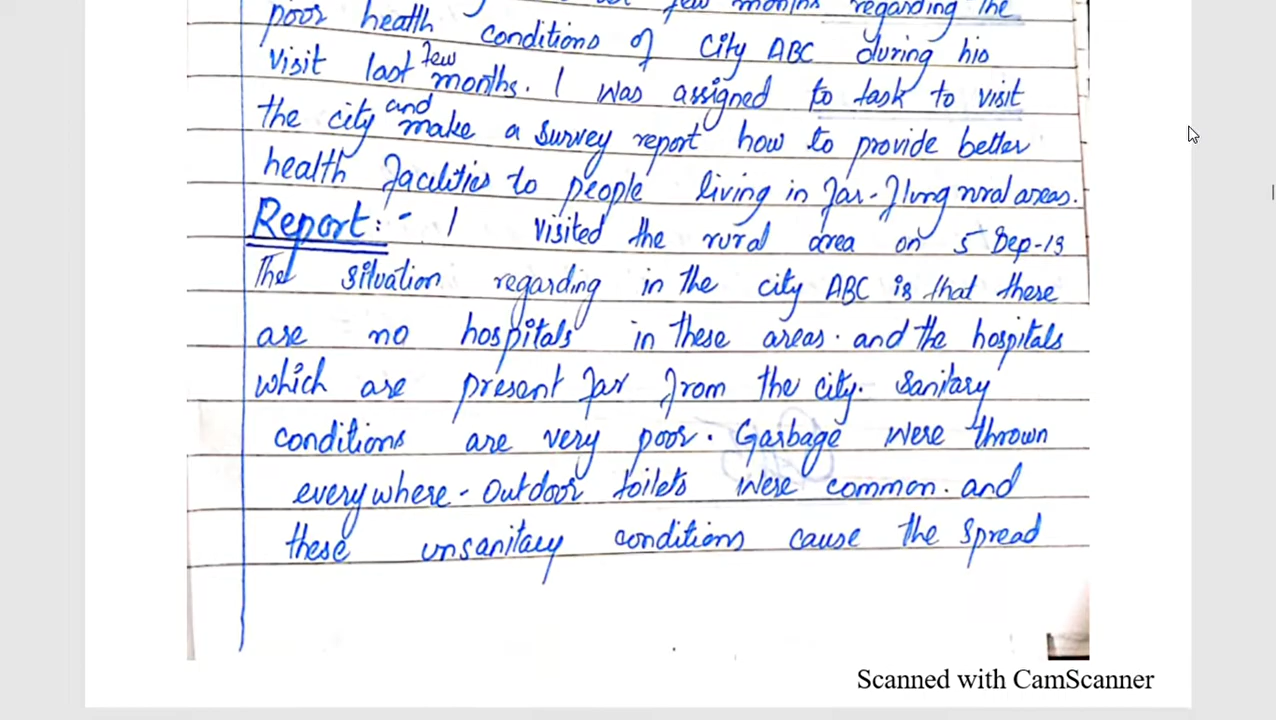 few months regarding the
poor health conditions of City ABC during his
visit last few months. I was assigned to task to visit
the city and make a survey report how to provide better
health facilities to people living in far-flung rural areas.
Report:- I visited the rural area on 5 Sep-13
The situation regarding in the city ABC is that there
are no hospitals in these areas. and the hospitals
which are present far from the city. Sanitary
conditions are very poor. Garbage were thrown
everywhere - Outdoor toilets were common. and
these unsanitary conditions cause the spread
Scanned with CamScanner